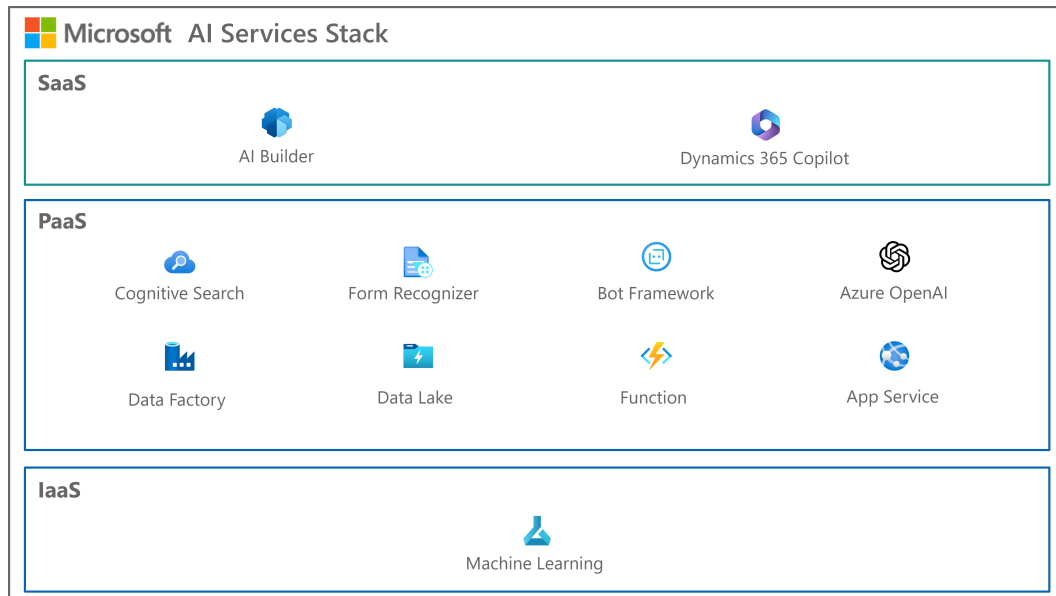 Microsoft AI Services Stack
SaaS
AI Builder
Dynamics 365 Copilot
PaaS
Cognitive Search
Form Recognizer
Bot Framework
Azure OpenAI
Data Factory
Data Lake
Function
App Service
IaaS
Machine Learning